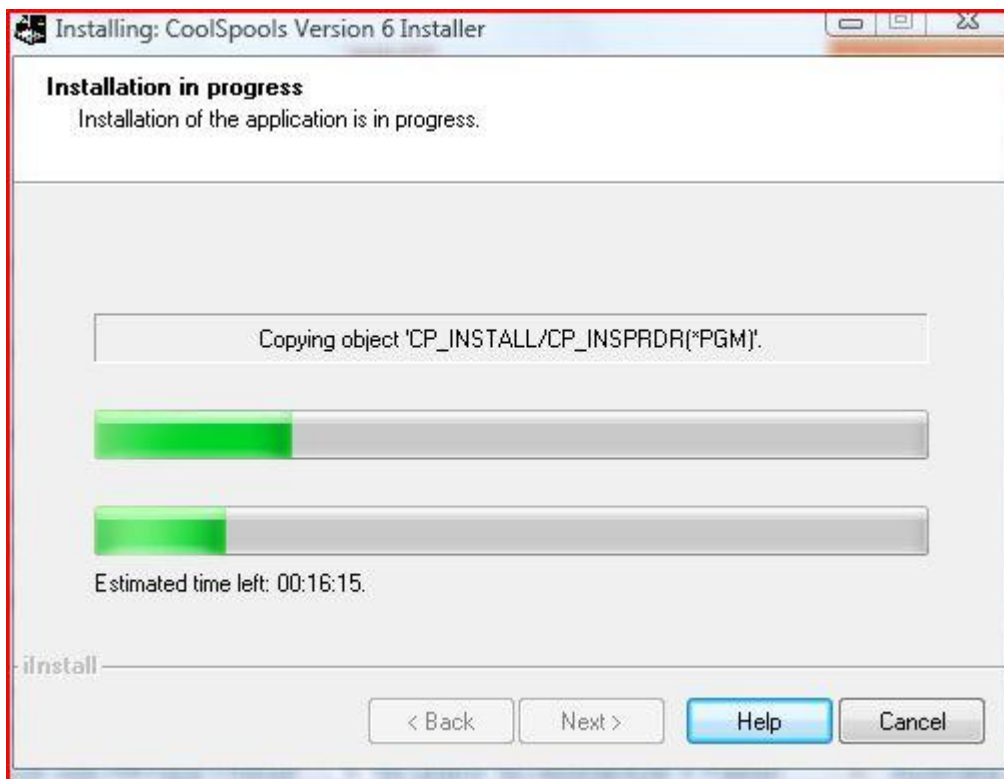 Installing: CoolSpools Version 6 Installer
Installation in progress
Installation of the application is in progress.
Copying object 'CP_INSTALL/CP_INSPRDR(*PGM)'.
Estimated time left: 00:16:15.
iInstall
< Back Next > Help Cancel